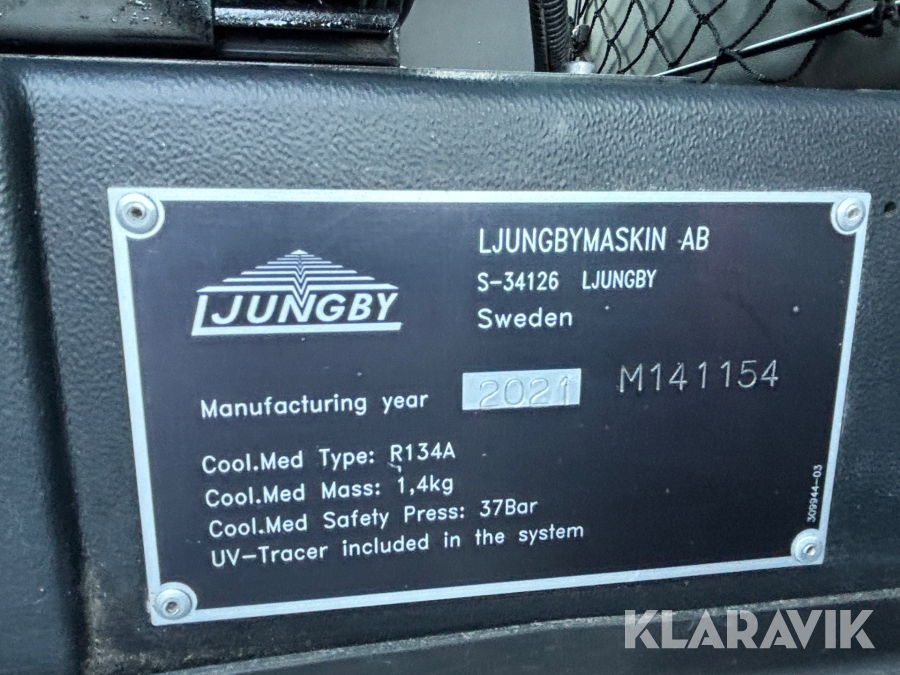 LJUNGBY
LJUNGBYMASKIN AB
S-34126 LJUNGBY
Sweden
Manufacturing year 2021 M141154
Cool.Med Type: R134A
Cool.Med Mass: 1,4kg
Cool.Med Safety Press: 37Bar
UV-Tracer included in the system
309944-03
KLARAVIK